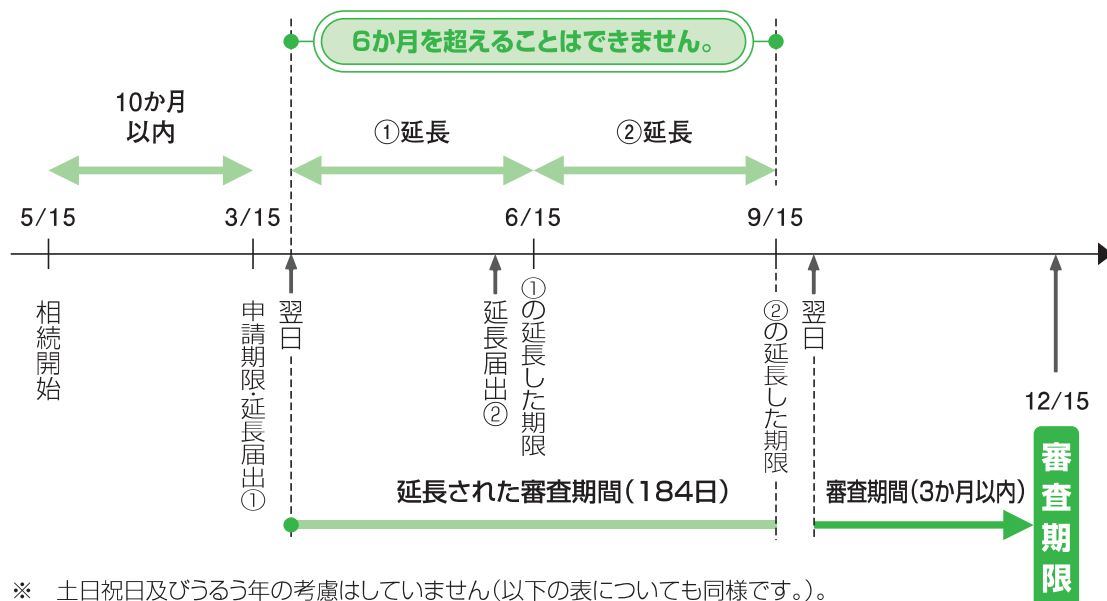 6か月を超えることはできません。
10か月
以内
①延長
②延長
5/15
3/15
6/15
9/15
相続開始
申請期限・延長届出①
翌日
延長届出②
①の延長した期限
②の延長した期限
翌日
12/15
延長された審査期間(184日)
審査期間(3か月以内)
審査期限
※ 土日祝日及びうるう年の考慮はしていません(以下の表についても同様です。)。